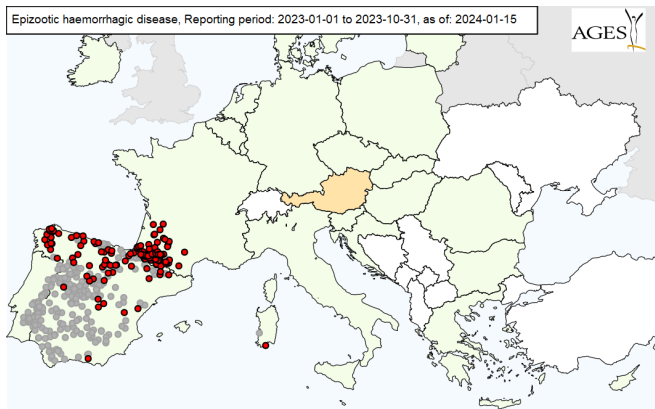 Epizootic haemorrhagic disease, Reporting period: 2023-01-01 to 2023-10-31, as of: 2024-01-15
AGES